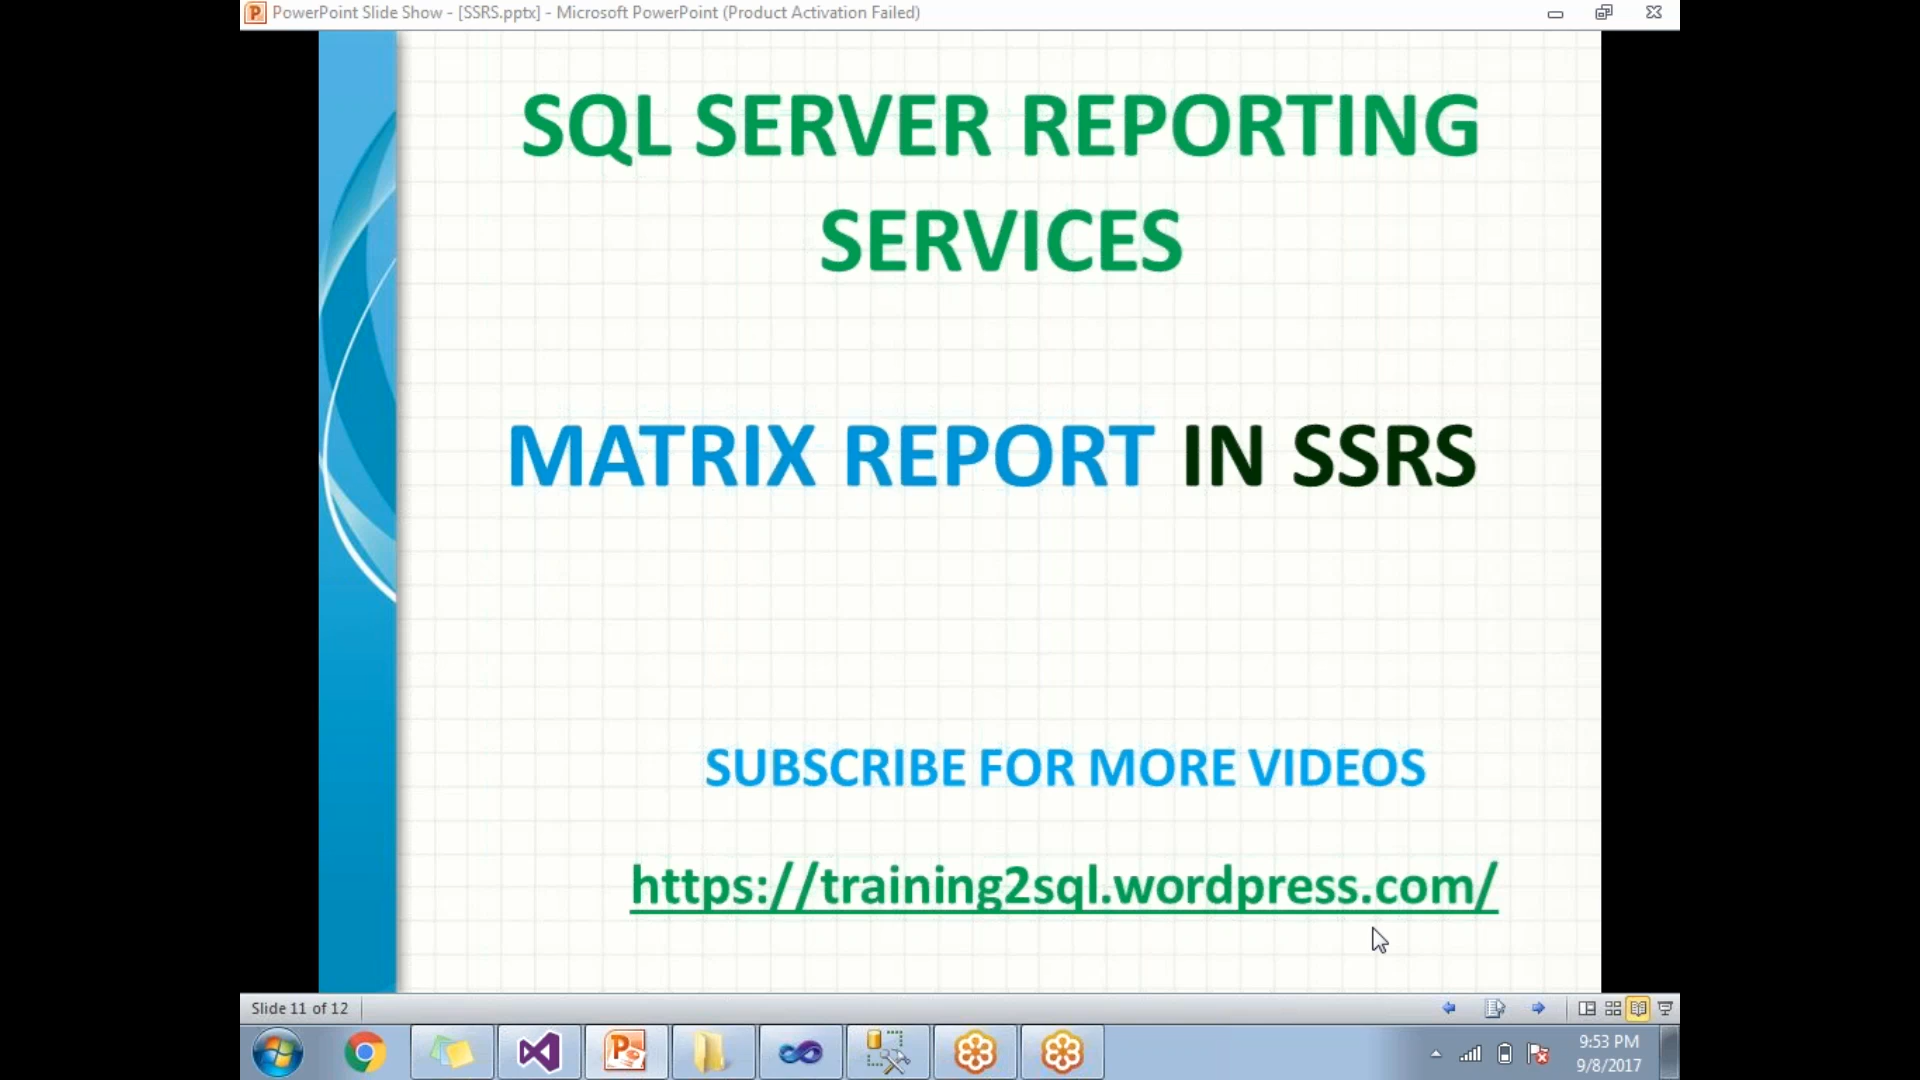 PowerPoint Slide Show - [SSRS.pptx] - Microsoft PowerPoint (Product Activation Failed)
SQL SERVER REPORTING
SERVICES
MATRIX REPORT IN SSRS
SUBSCRIBE FOR MORE VIDEOS
https://training2sql.wordpress.com/
Slide 11 of 12
9:53 PM
9/8/2017